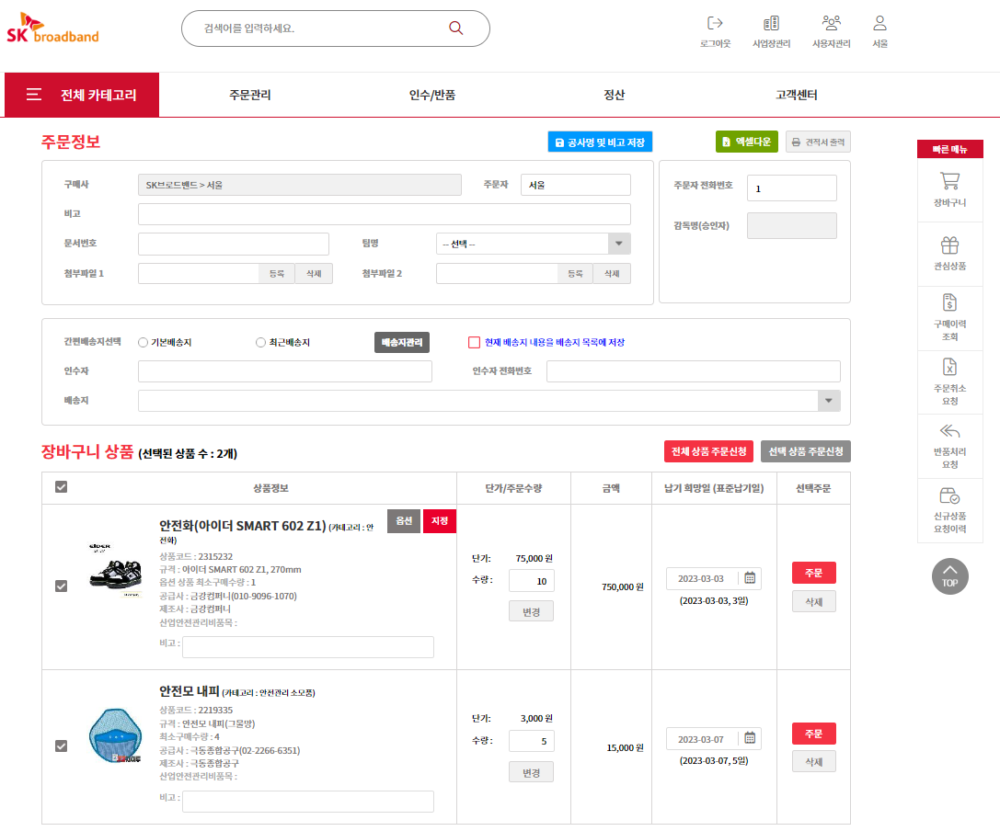 SK broadband
검색어를 입력하세요.
로그아웃
사업장관리
사용자관리
서울
전체 카테고리
주문관리
인수/반품
정산
고객센터
주문정보
공사명 및 비고 저장
엑셀다운
견적서 출력
구매사
SK브로드밴드 > 서울
주문자
서울
비고
문서번호
팀명
-- 선택 --
첨부파일 1
등록
삭제
첨부파일 2
등록
삭제
주문자 전화번호
1
감독명(승인자)
간편배송지선택
기본배송지
최근배송지
배송지관리
현재 배송지 내용을 배송지 목록에 저장
인수자
인수자 전화번호
배송지
장바구니 상품 (선택된 상품 수 : 2개)
전체 상품 주문신청
선택 상품 주문신청
상품정보
단가/주문수량
금액
납기 희망일 (표준납기일)
선택주문
안전화(아이더 SMART 602 Z1) (카테고리 : 안
전화)
옵션
지정
상품코드 : 2315232
규격 : 아이더 SMART 602 Z1, 270mm
옵션 상품 최소구매수량 : 1
공급사 : 금강컴퍼니(010-9096-1070)
제조사 : 금강컴퍼니
산업안전관리비품목 :
비고 :
단가: 75,000 원
수량 : 10
변경
750,000 원
2023-03-03
(2023-03-03, 3일)
주문
삭제
안전모 내피 (카테고리 : 안전관리 소모품)
상품코드 : 2219335
규격 : 안전모 내피(그물망)
최소구매수량 : 4
공급사 : 극동종합공구(02-2266-6351)
제조사 : 극동종합공구
산업안전관리비품목 :
비고 :
단가: 3,000 원
수량 : 5
변경
15,000 원
2023-03-07
(2023-03-07, 5일)
주문
삭제
빠른 메뉴
장바구니
관심상품
구매이력
조회
주문취소
요청
반품처리
요청
신규상품
요청이력
TOP